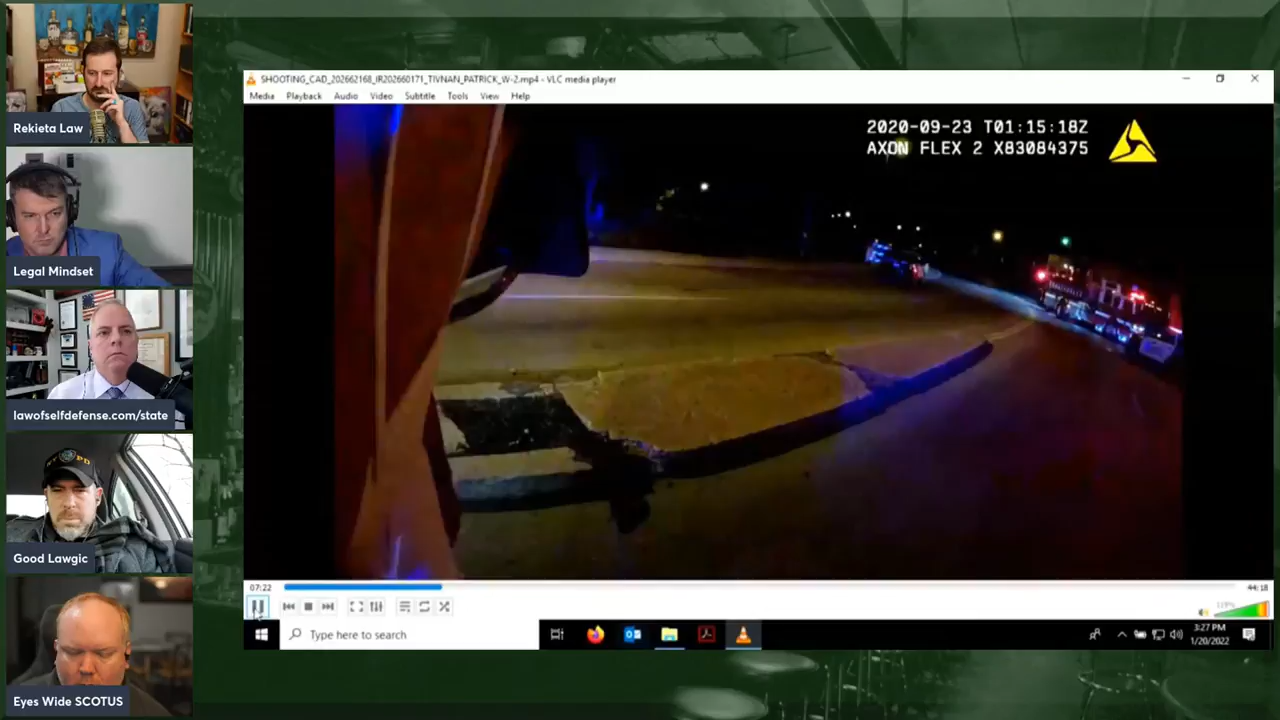 Rekieta Law
Legal Mindset
lawofselfdefense.com/state
Good Lawgic
Eyes Wide SCOTUS
SHOOTING_CAD_202662168_IR202660171_TIVNAN_PATRICK_W-2.mp4 - VLC media player
Media Playback Audio Video Subtitle Tools View Help
2020-09-23 T01:15:18Z
AXON FLEX 2 X83084375
07:22
44:18
119%
Type here to search
3:27 PM
1/20/2022